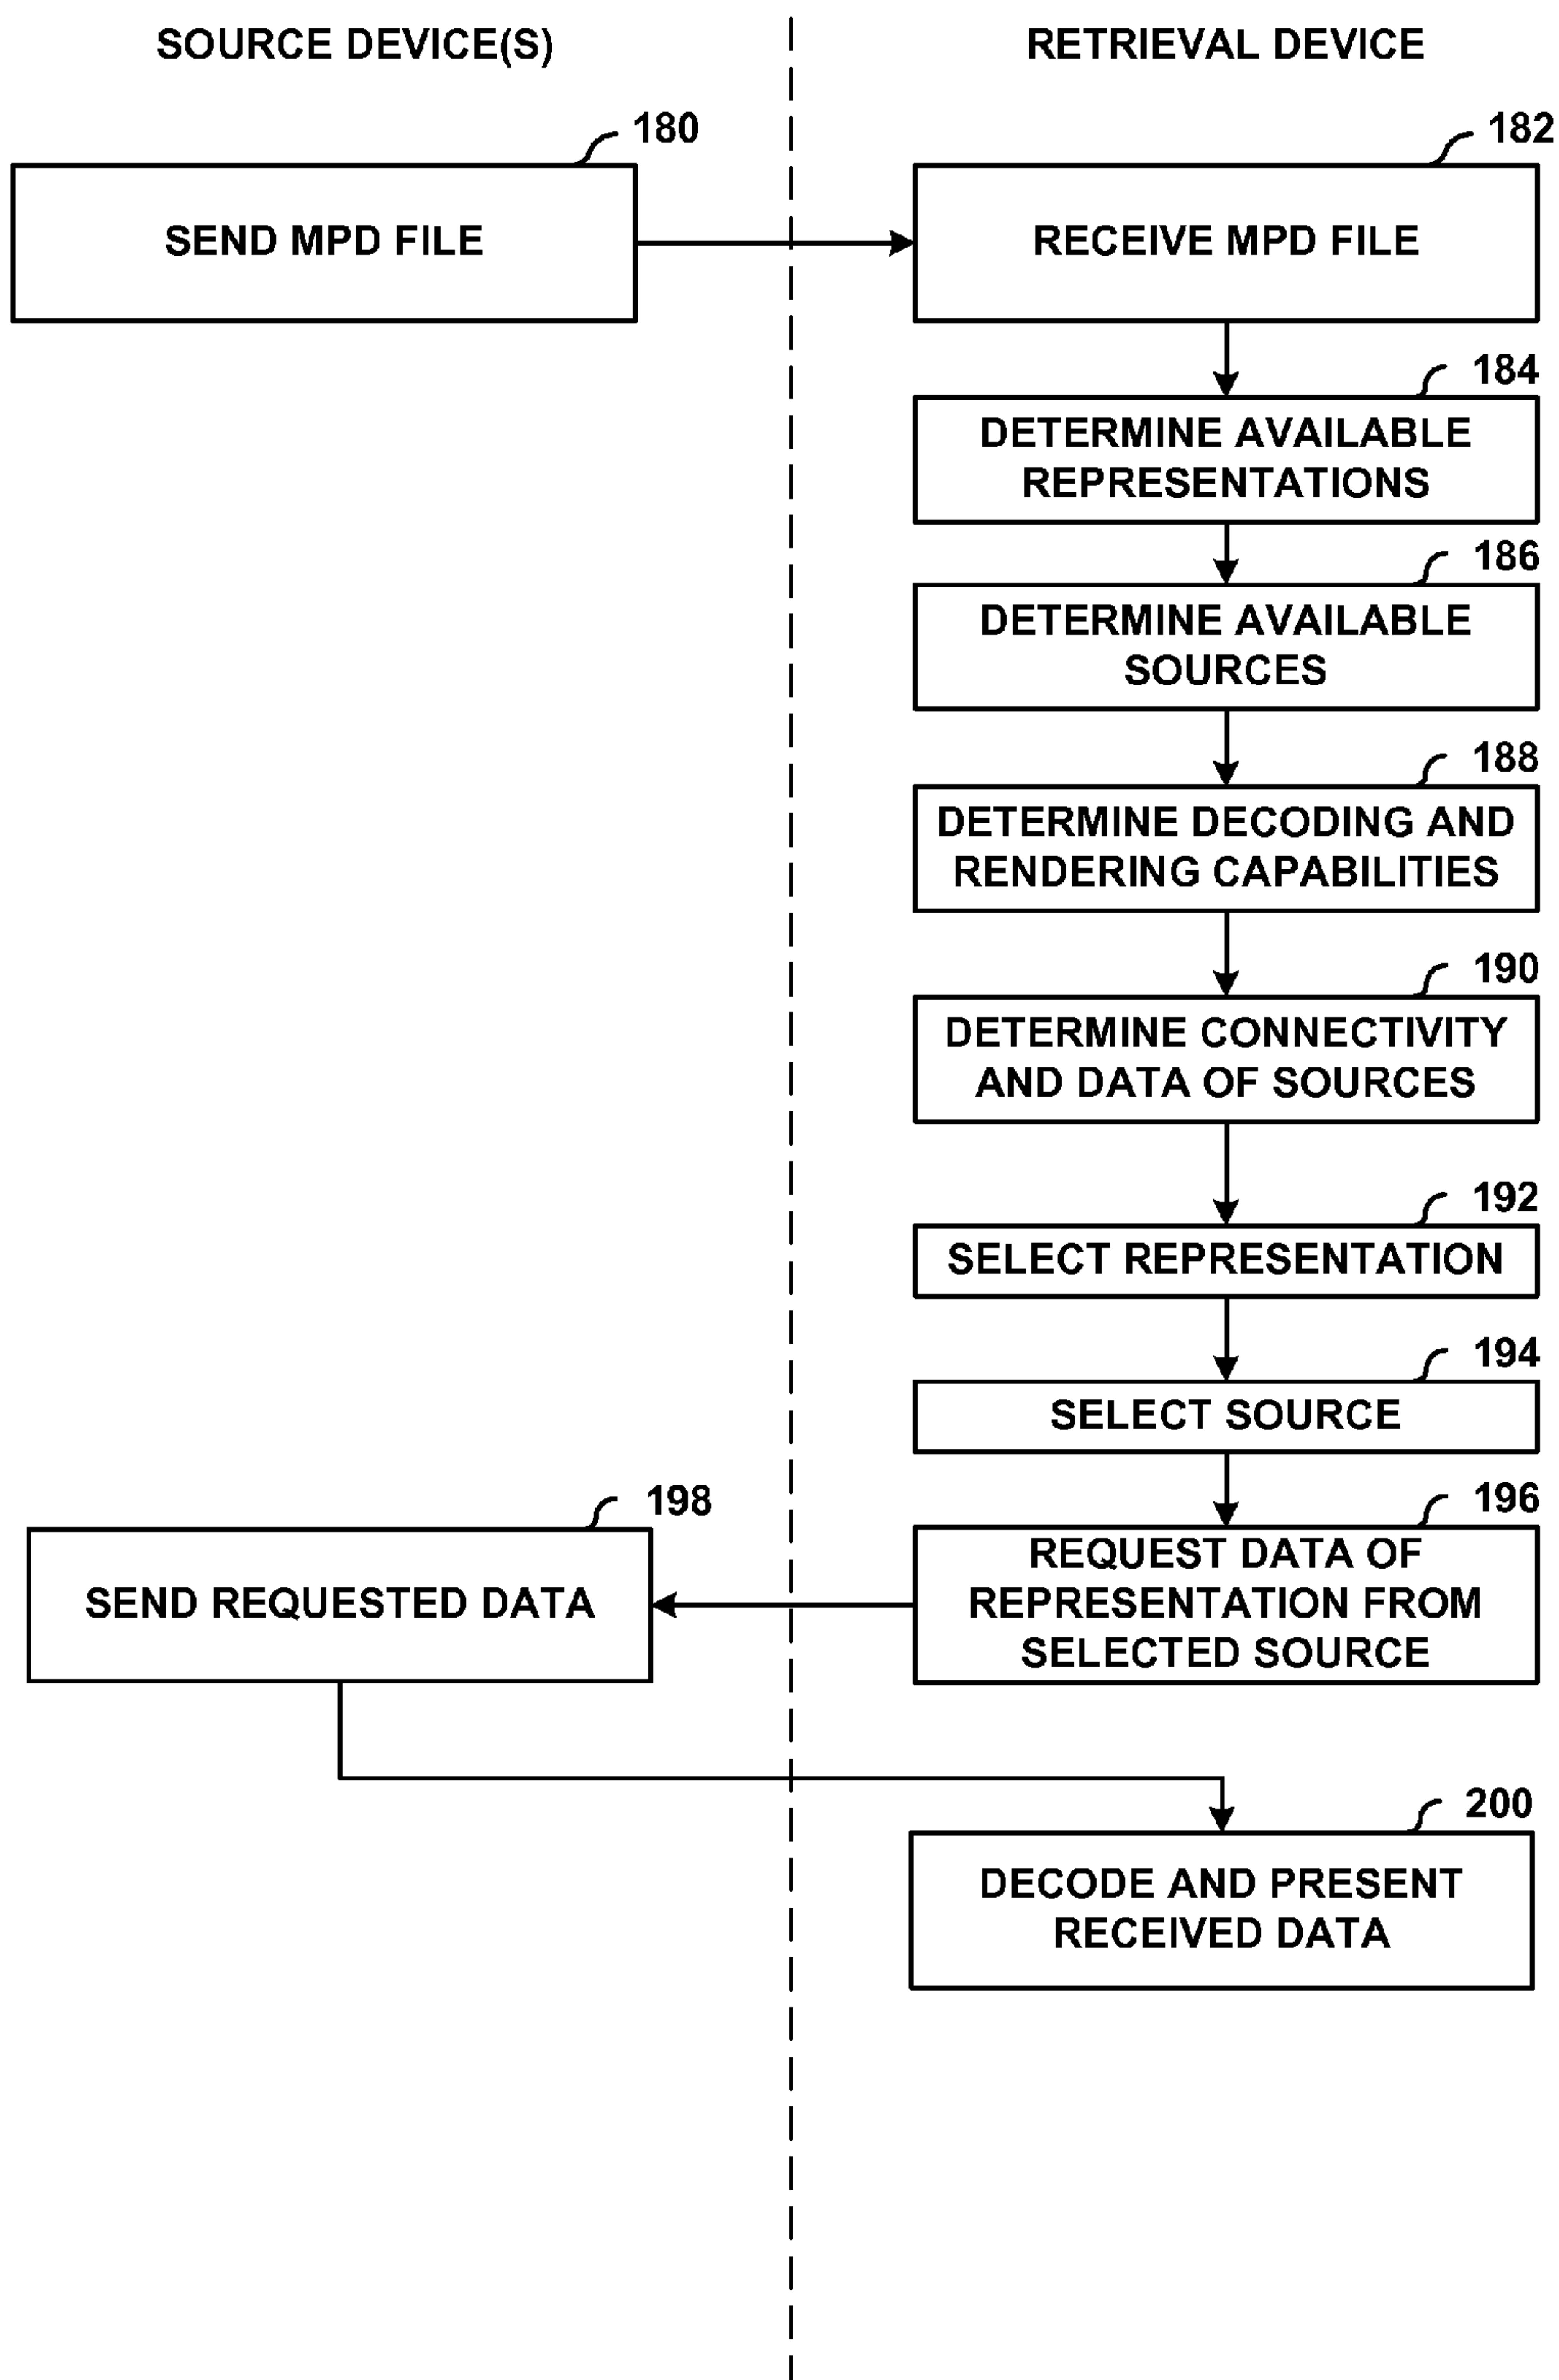 SOURCE DEVICE(S)
RETRIEVAL DEVICE
180
SEND MPD FILE
182
RECEIVE MPD FILE
184
DETERMINE AVAILABLE
REPRESENTATIONS
186
DETERMINE AVAILABLE
SOURCES
188
DETERMINE DECODING AND
RENDERING CAPABILITIES
190
DETERMINE CONNECTIVITY
AND DATA OF SOURCES
192
SELECT REPRESENTATION
194
SELECT SOURCE
196
REQUEST DATA OF
REPRESENTATION FROM
SELECTED SOURCE
198
SEND REQUESTED DATA
200
DECODE AND PRESENT
RECEIVED DATA